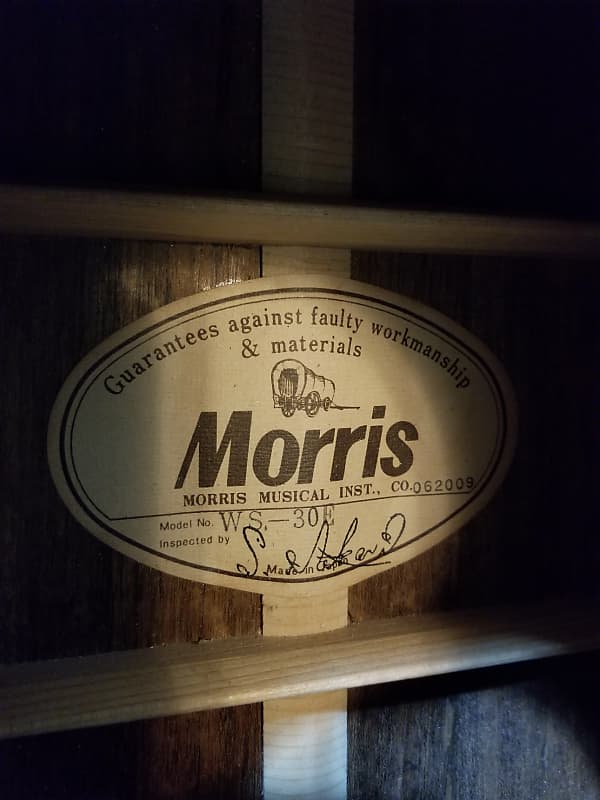 Guarantees against faulty workmanship
& materials
Morris
MORRIS MUSICAL INST., CO. 062009
Model No. WS-30E
Inspected by
Made in Japan